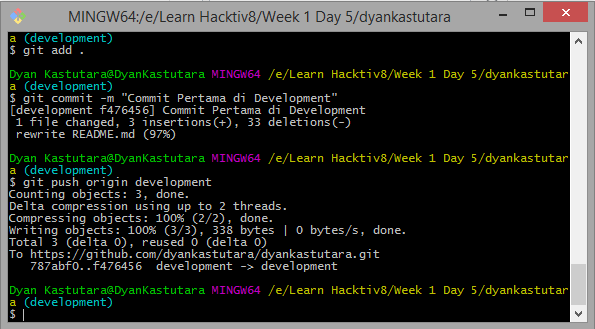 MINGW64:/e/Learn Hacktiv8/Week 1 Day 5/dyankastutara
a (development)
$ git add .
Dyan Kastutara@DyanKastutara MINGW64 /e/Learn Hacktiv8/Week 1 Day 5/dyankastutar
a (development)
$ git commit -m "Commit Pertama di Development"
[development f476456] Commit Pertama di Development
 1 file changed, 3 insertions(+), 33 deletions(-)
 rewrite README.md (97%)
Dyan Kastutara@DyanKastutara MINGW64 /e/Learn Hacktiv8/Week 1 Day 5/dyankastutar
a (development)
$ git push origin development
Counting objects: 3, done.
Delta compression using up to 2 threads.
Compressing objects: 100% (2/2), done.
Writing objects: 100% (3/3), 338 bytes | 0 bytes/s, done.
Total 3 (delta 0), reused 0 (delta 0)
To https://github.com/dyankastutara/dyankastutara.git
   787abf0..f476456  development -> development
Dyan Kastutara@DyanKastutara MINGW64 /e/Learn Hacktiv8/Week 1 Day 5/dyankastutar
a (development)
$